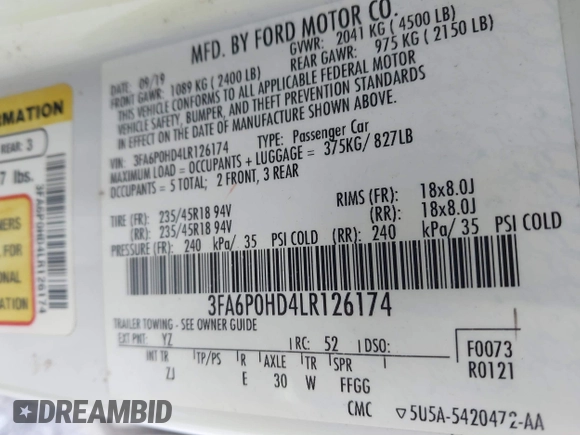 MFD. BY FORD MOTOR CO.
DATE: 09/19
GVWR: 2041 KG (4500 LB)
FRONT GAWR: 1089 KG (2400 LB)
REAR GAWR: 975 KG (2150 LB)
THIS VEHICLE CONFORMS TO ALL APPLICABLE FEDERAL MOTOR
VEHICLE SAFETY, BUMPER, AND THEFT PREVENTION STANDARDS
IN EFFECT ON THE DATE OF MANUFACTURE SHOWN ABOVE.
VIN: 3FA6P0HD4LR126174
TYPE: Passenger Car
MAXIMUM LOAD = OCCUPANTS + LUGGAGE = 375KG/ 827LB
OCCUPANTS = 5 TOTAL; 2 FRONT, 3 REAR
TIRE (FR): 235/45R18 94V RIMS (FR): 18x8.0J
(RR): 235/45R18 94V (RR): 18x8.0J
PRESSURE (FR): 240 kPa/ 35 PSI COLD (RR): 240 kPa/ 35 PSI COLD
3FA6P0HD4LR126174
TRAILER TOWING - SEE OWNER GUIDE
EXT PNT: YZ RC: 52 DSO:
INT TR TP/PS R AXLE TR SPR
ZJ E 30 W FFGG
F0073
R0121
CMC ▽5U5A-5420472-AA
RMATION
REAR: 3
7 lbs.
3FA6P0HD4LR126174
DREAMBID
DREAMBID